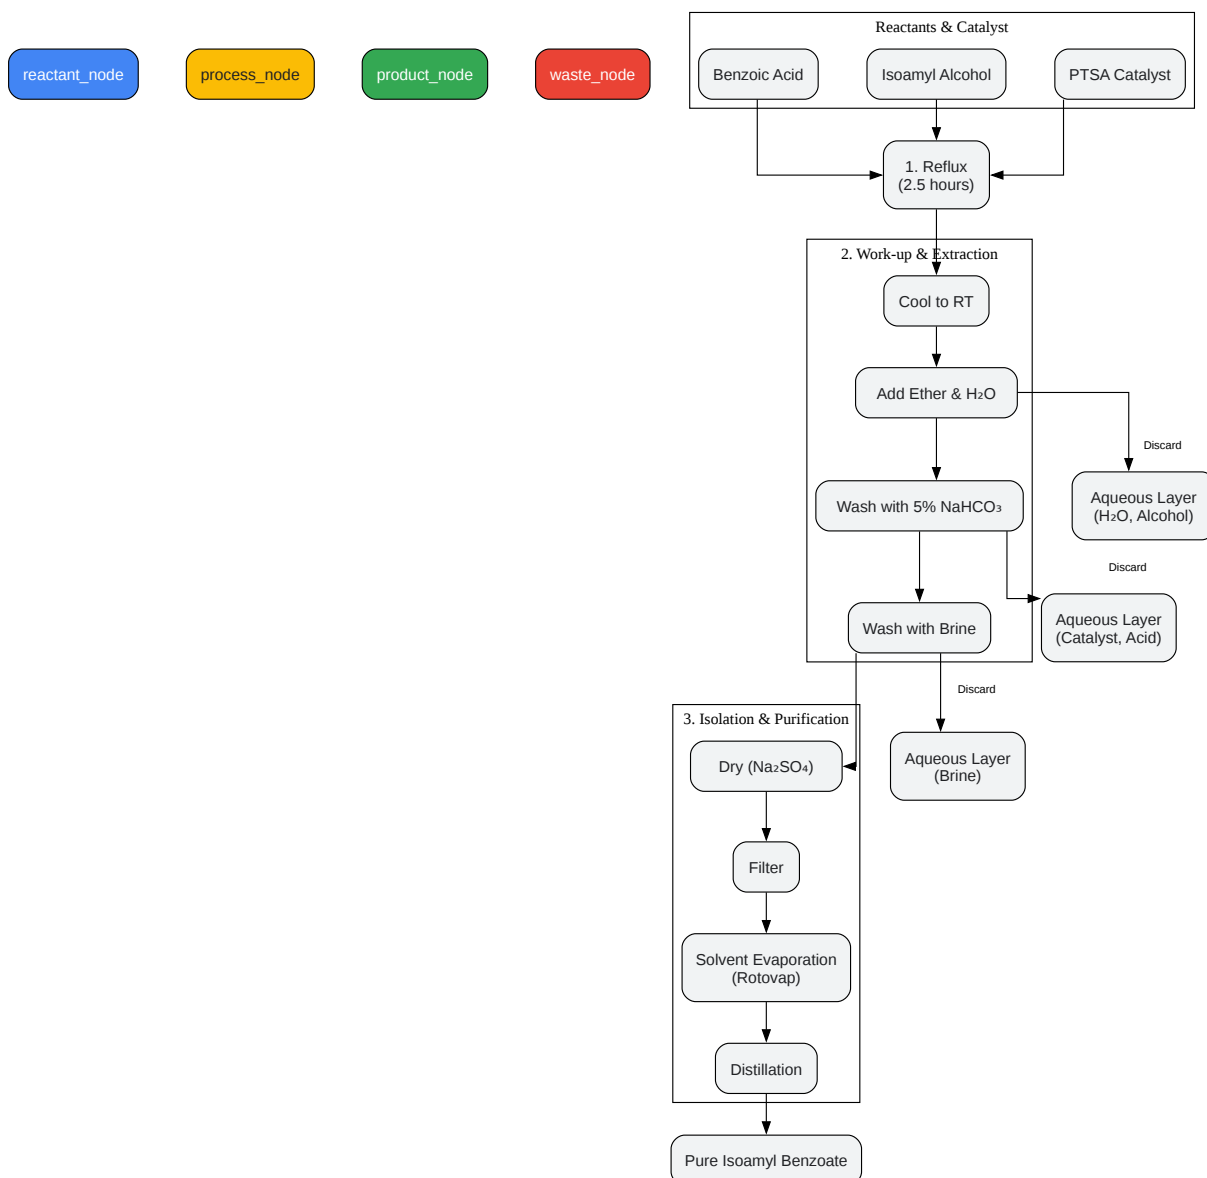 Reactants & Catalyst
reactant_node
process_node
product_node
waste_node
Benzoic Acid
Isoamyl Alcohol
PTSA Catalyst
1. Reflux
(2.5 hours)
2. Work-up & Extraction
Cool to RT
Add Ether & H₂O
Discard
Wash with 5% NaHCO₃
Aqueous Layer
(H₂O, Alcohol)
Discard
Wash with Brine
Aqueous Layer
(Catalyst, Acid)
Discard
3. Isolation & Purification
Dry (Na₂SO₄)
Aqueous Layer
(Brine)
Filter
Solvent Evaporation
(Rotovap)
Distillation
Pure Isoamyl Benzoate